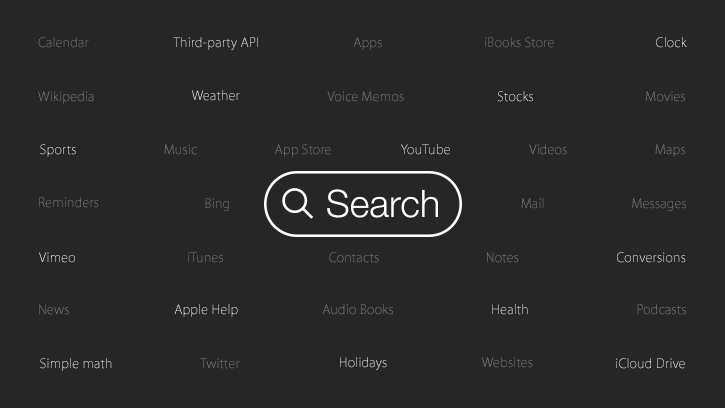 Calendar Third-party API Apps iBooks Store Clock
Wikipedia Weather Voice Memos Stocks Movies
Sports Music App Store YouTube Videos Maps
Reminders Bing Search Mail Messages
Vimeo iTunes Contacts Notes Conversions
News Apple Help Audio Books Health Podcasts
Simple math Twitter Holidays Websites iCloud Drive